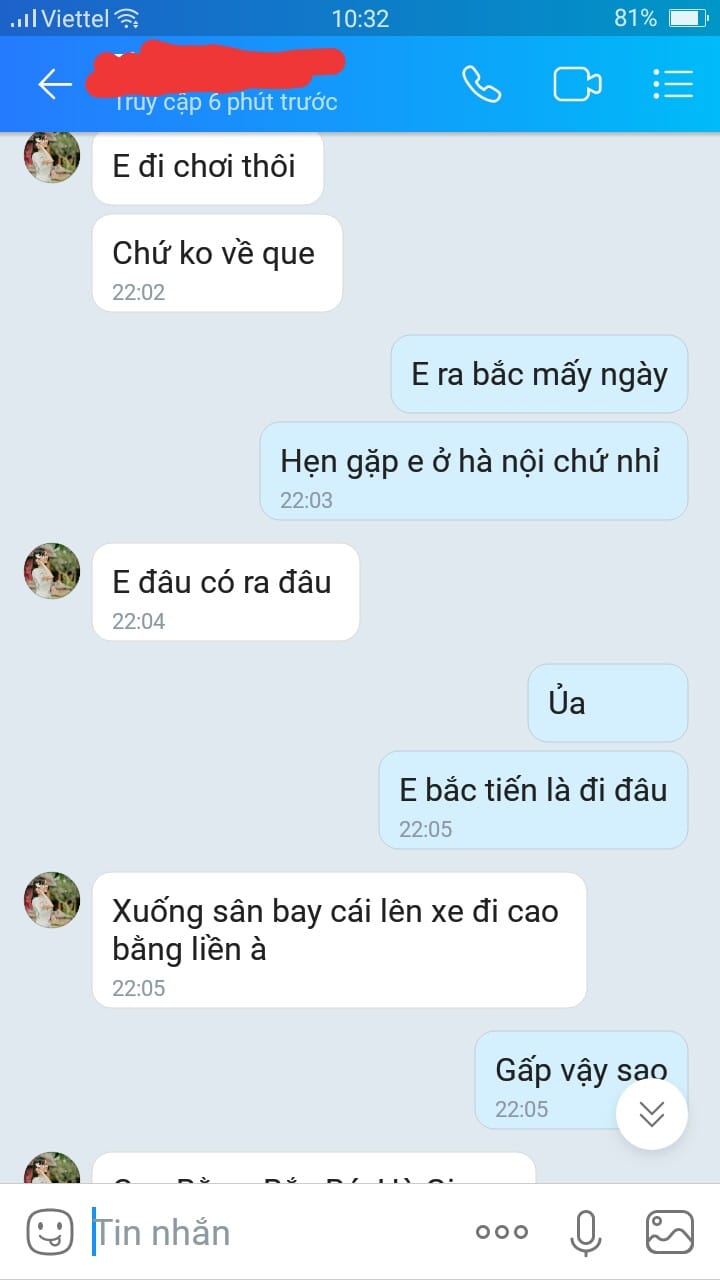 Viettel 10:32 81%
Truy cập 6 phút trước
E đi chơi thôi
Chứ ko về que
22:02
E ra bắc mấy ngày
Hẹn gặp e ở hà nội chứ nhỉ
22:03
E đâu có ra đâu
22:04
Ủa
E bắc tiến là đi đâu
22:05
Xuống sân bay cái lên xe đi cao
bằng liền à
22:05
Gấp vậy sao
22:05
Tin nhắn